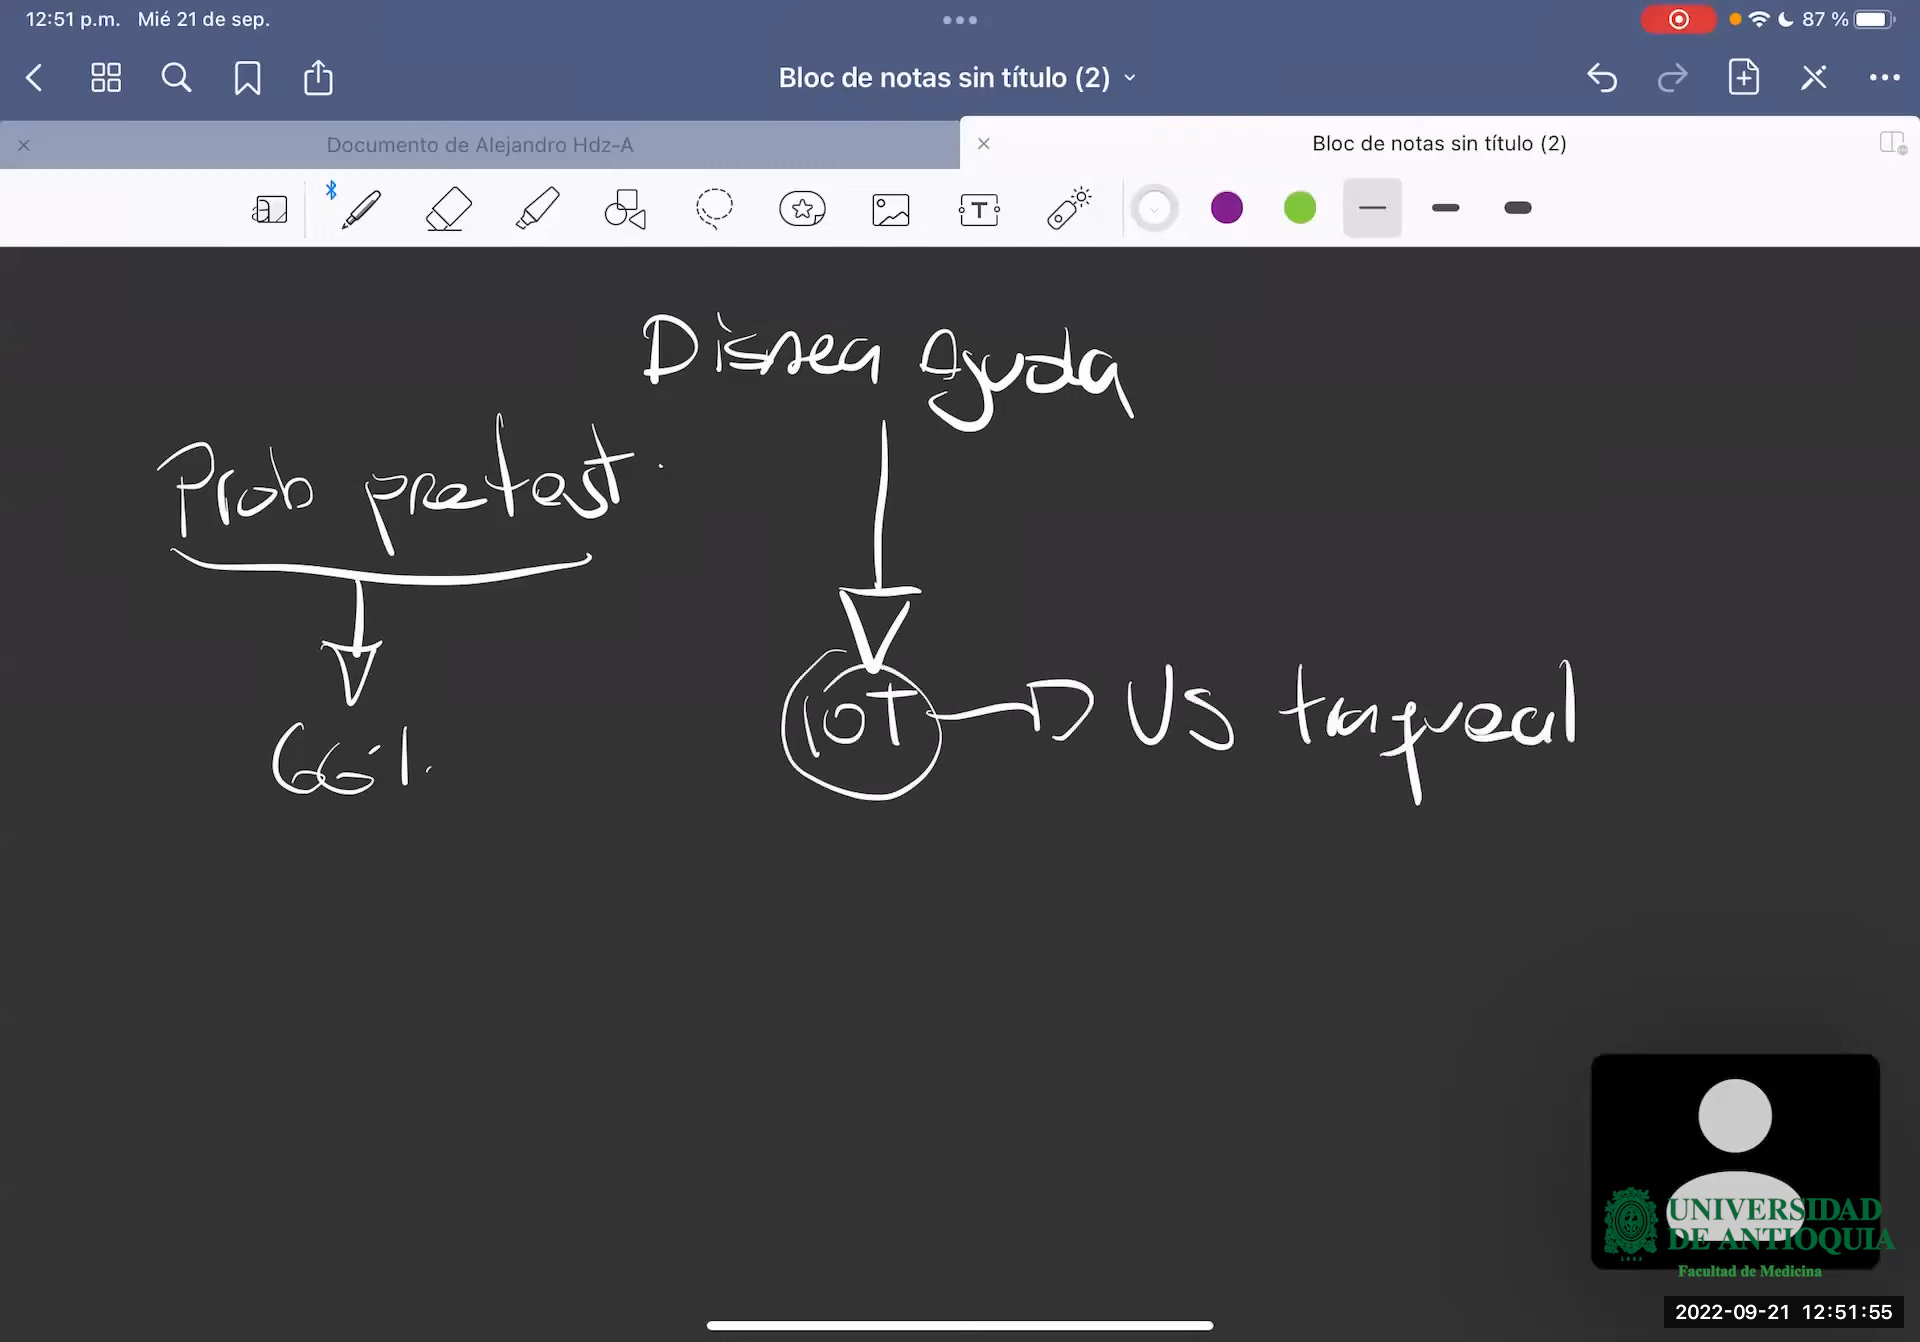 12:51 p.m. Mié 21 de sep.
87 %
Bloc de notas sin título (2)
Documento de Alejandro Hdz-A
Bloc de notas sin título (2)
Disnea Aguda
Prob pretest.
IOT
US traqueal
UNIVERSIDAD
DE ANTIOQUIA
Facultad de Medicina
2022-09-21 12:51:55